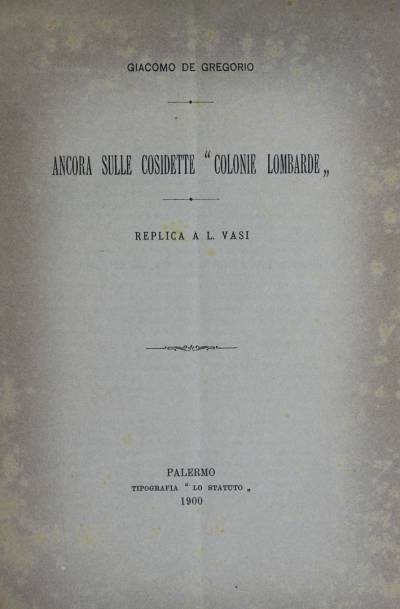 GIACOMO DE GREGORIO
ANCORA SULLE COSIDETTE “ COLONIE LOMBARDE „
REPLICA A L. VASI
PALERMO
TIPOGRAFIA “ LO STATUTO „
1900